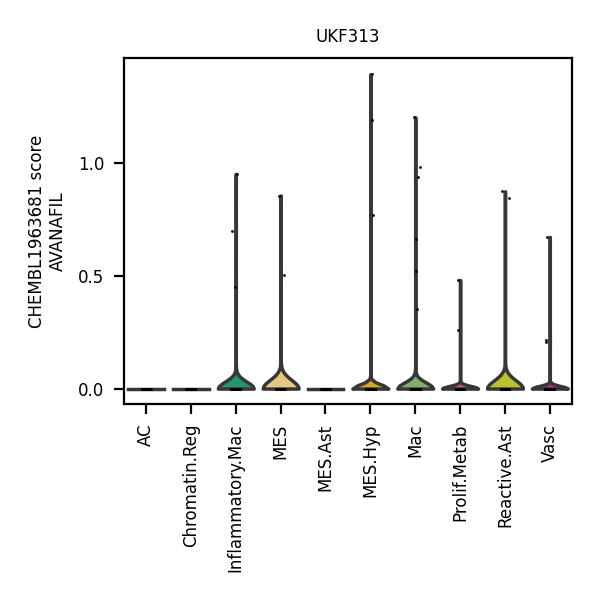 UKF313
CHEMBL1963681 score
AVANAFIL
1.0
0.5
0.0
AC
Chromatin.Reg
Inflammatory.Mac
MES
MES.Ast
MES.Hyp
Mac
Prolif.Metab
Reactive.Ast
Vasc